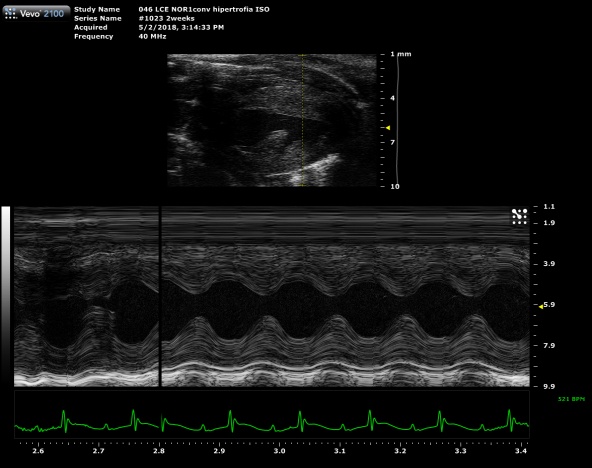 Vevo 2100
Study Name 046 LCE NOR1conv hipertrofia ISO
Series Name #1023 2weeks
Acquired 5/2/2018, 3:14:33 PM
Frequency 40 MHz
1 mm
4
7
10
1.1
1.9
3.9
5.9
7.9
9.9
521 BPM
2.6 2.7 2.8 2.9 3.0 3.1 3.2 3.3 3.4